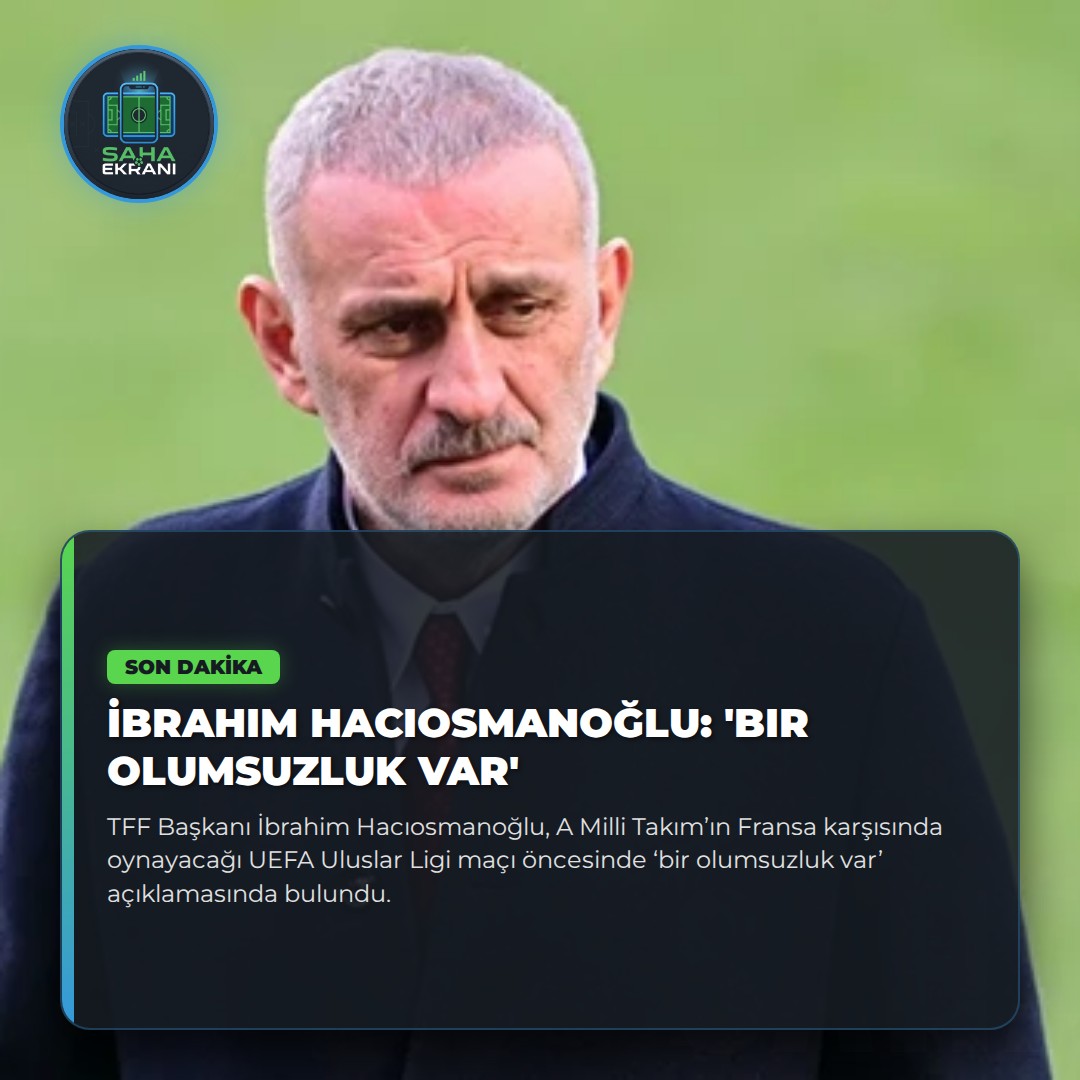 SAHA
EKRANI
SON DAKİKA
İBRAHIM HACIOSMANOĞLU: 'BIR
OLUMSUZLUK VAR'
TFF Başkanı İbrahim Hacıosmanoğlu, A Milli Takım’ın Fransa karşısında
oynayacağı UEFA Uluslar Ligi maçı öncesinde ‘bir olumsuzluk var’
açıklamasında bulundu.